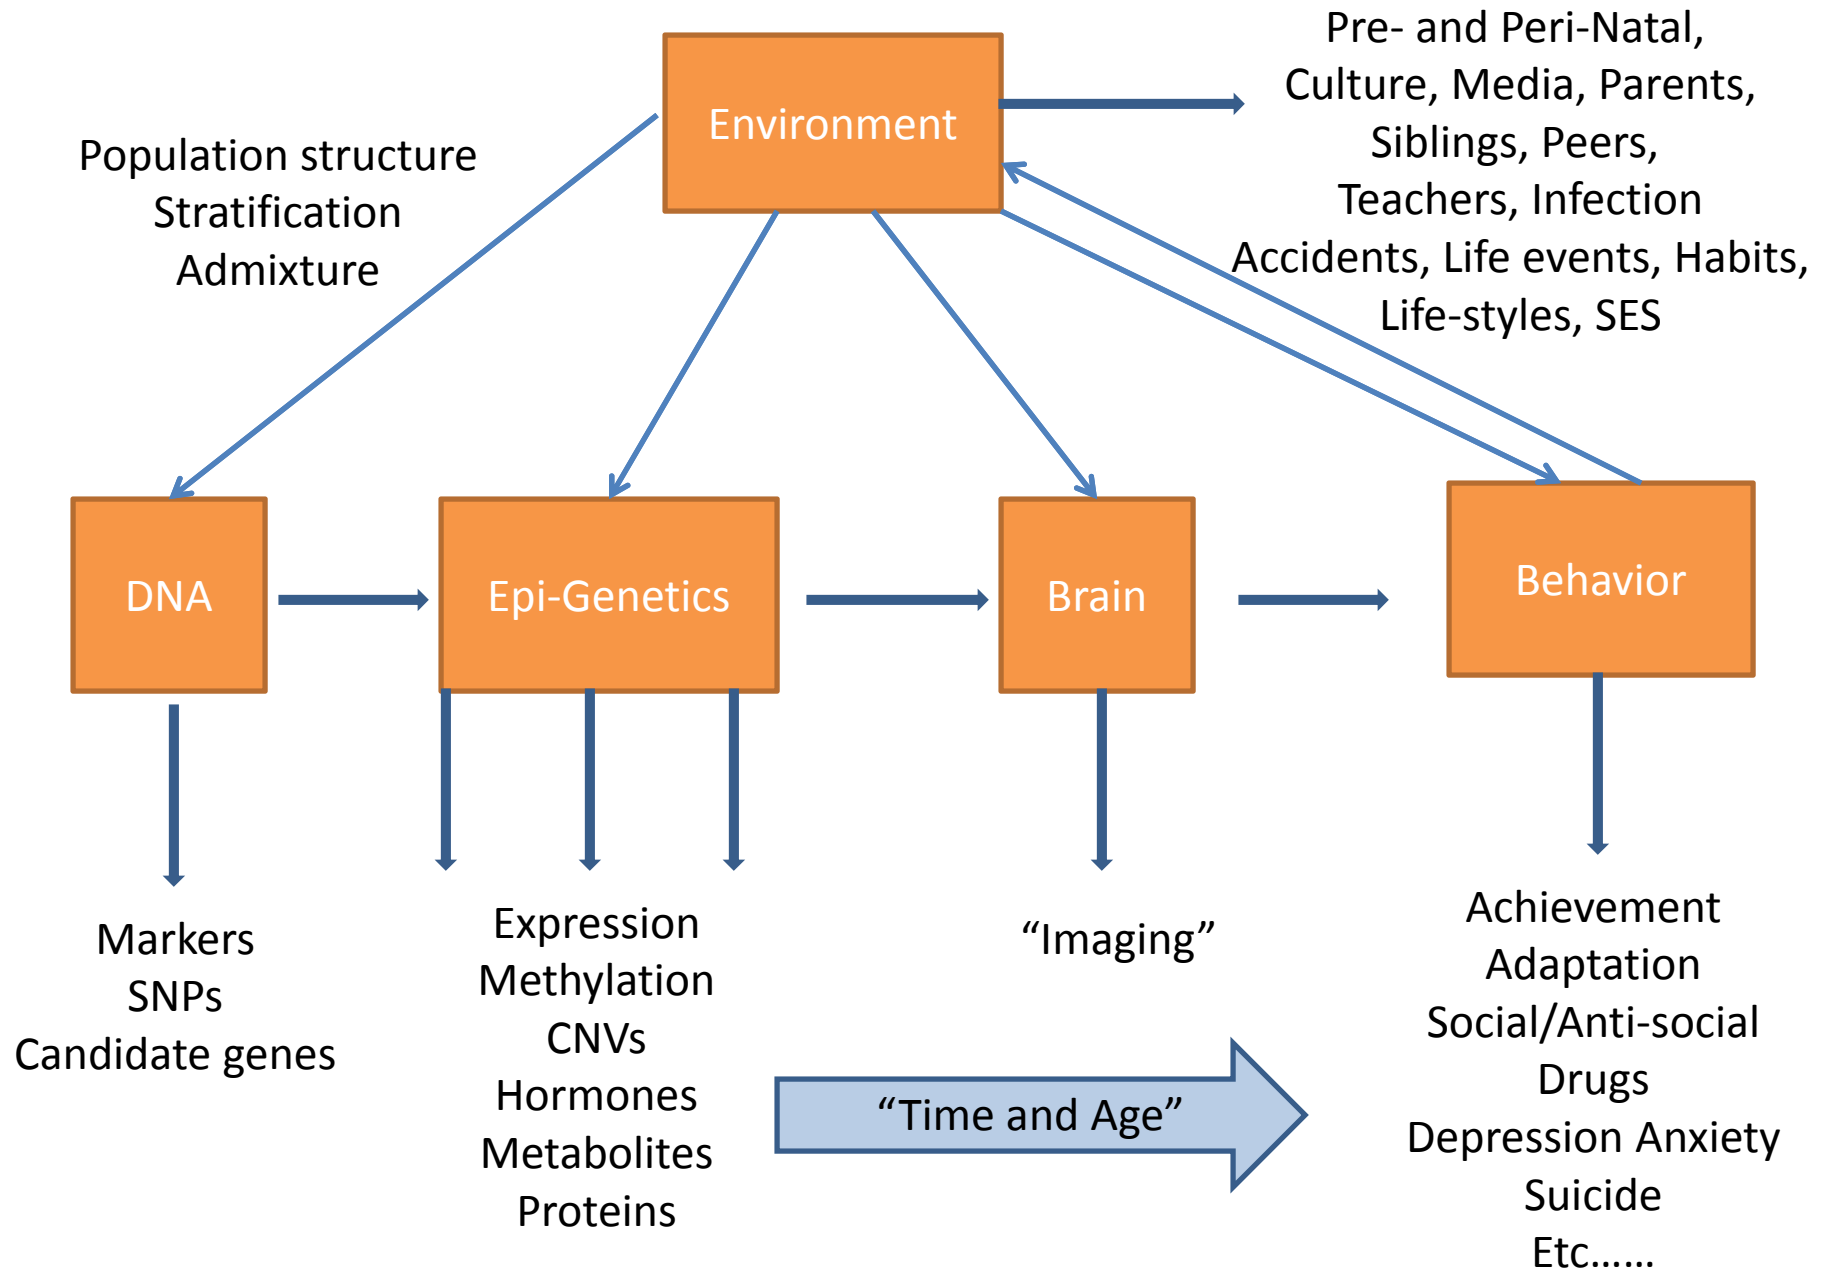 Environment
Pre- and Peri-Natal,
Culture, Media, Parents,
Siblings, Peers,
Teachers, Infection
Accidents, Life events, Habits,
Life-styles, SES
Population structure
Stratification
Admixture
DNA
Epi-Genetics
Brain
Behavior
Markers
SNPs
Candidate genes
Expression
Methylation
CNVs
Hormones
Metabolites
Proteins
“Imaging”
“Time and Age”
Achievement
Adaptation
Social/Anti-social
Drugs
Depression Anxiety
Suicide
Etc……